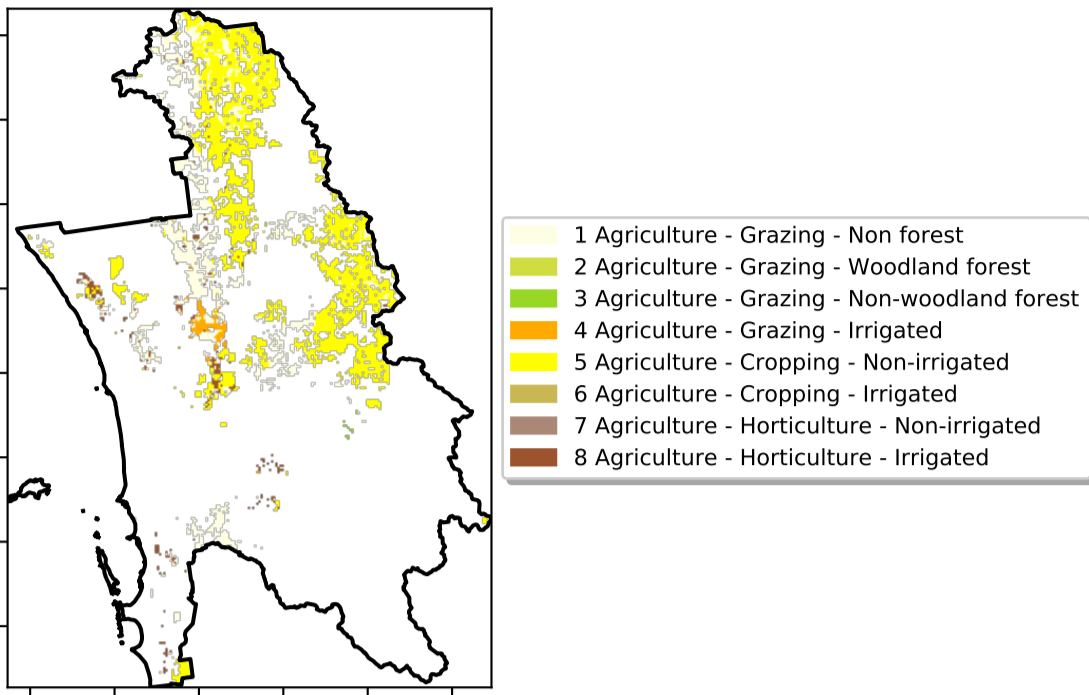 1 Agriculture - Grazing - Non forest
2 Agriculture - Grazing - Woodland forest
3 Agriculture - Grazing - Non-woodland forest
4 Agriculture - Grazing - Irrigated
5 Agriculture - Cropping - Non-irrigated
6 Agriculture - Cropping - Irrigated
7 Agriculture - Horticulture - Non-irrigated
8 Agriculture - Horticulture - Irrigated